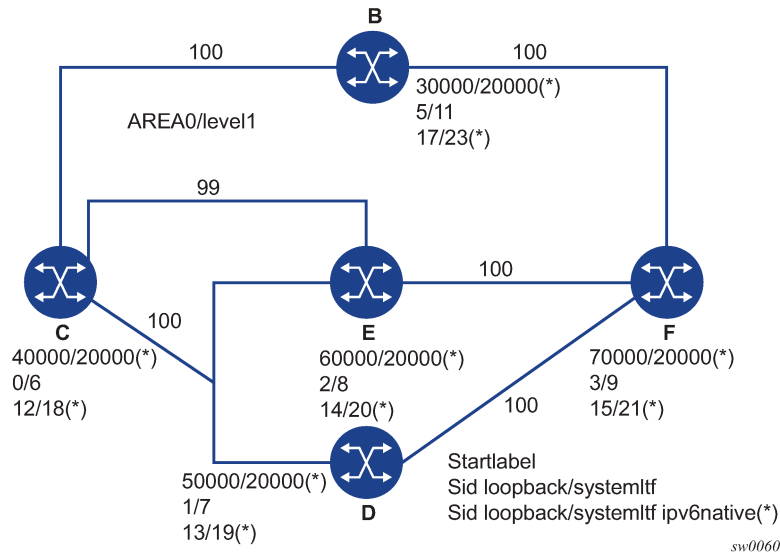 B
100
100
30000/20000(*)
5/11
17/23(*)
AREA0/level1
99
100
100
C
E
F
40000/20000(*)
0/6
12/18(*)
60000/20000(*)
2/8
14/20(*)
70000/20000(*)
3/9
15/21(*)
100
50000/20000(*)
1/7
13/19(*)
D
Startlabel
Sid loopback/systemItf
Sid loopback/systemItf ipv6native(*)
sw0060